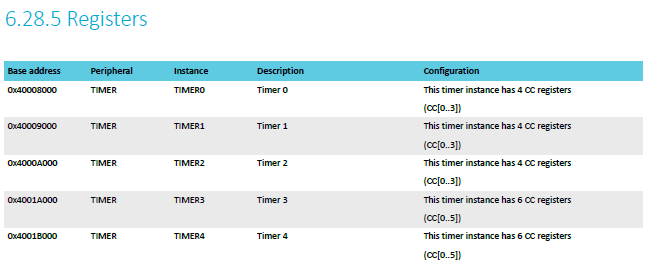 6.28.5 Registers
Base address Peripheral Instance Description Configuration
0x40008000 TIMER TIMER0 Timer 0 This timer instance has 4 CC registers
(CC[0..3])
0x40009000 TIMER TIMER1 Timer 1 This timer instance has 4 CC registers
(CC[0..3])
0x4000A000 TIMER TIMER2 Timer 2 This timer instance has 4 CC registers
(CC[0..3])
0x4001A000 TIMER TIMER3 Timer 3 This timer instance has 6 CC registers
(CC[0..5])
0x4001B000 TIMER TIMER4 Timer 4 This timer instance has 6 CC registers
(CC[0..5])